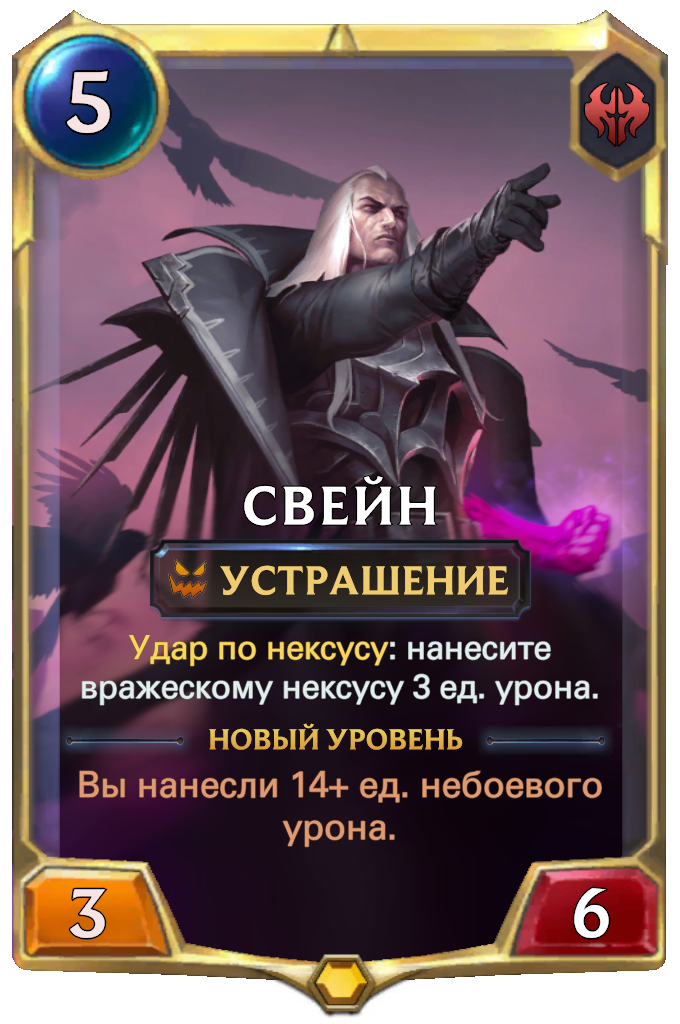 5
СВЕЙН
УСТРАШЕНИЕ
Удар по нексусу: нанесите
вражескому нексусу 3 ед. урона.
НОВЫЙ УРОВЕНЬ
Вы нанесли 14+ ед. небоевого
урона.
3
6